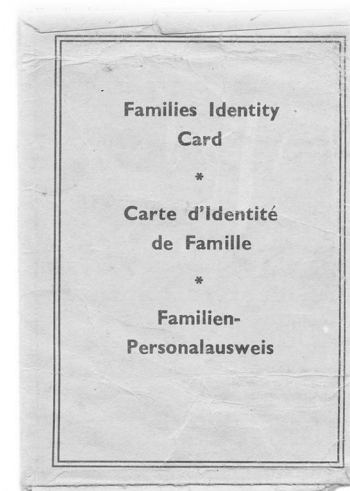 Families Identity
Card
*
Carte d'Identité
de Famille
*
Familien-
Personalausweis